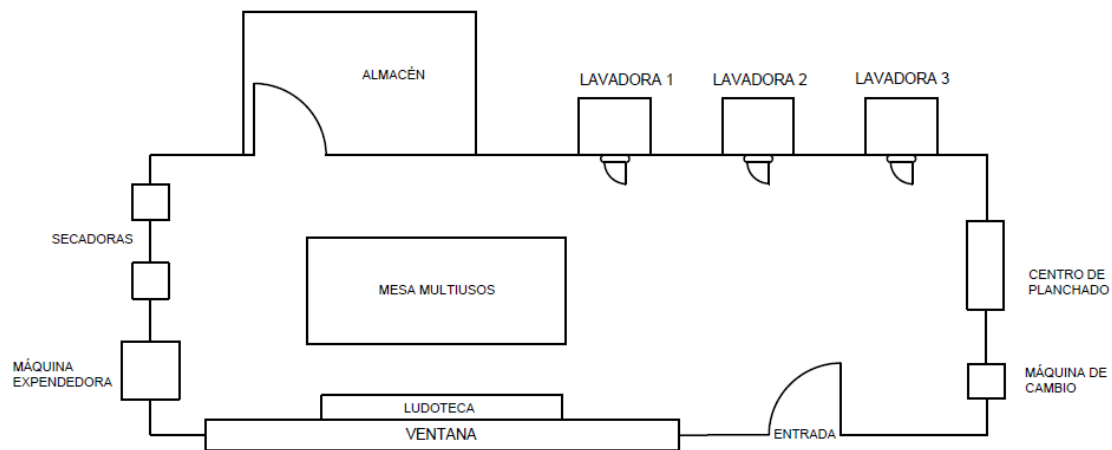 ALMACÉN
LAVADORA 1
LAVADORA 2
LAVADORA 3
SECADORAS
MESA MULTIUSOS
CENTRO DE
PLANCHADO
MÁQUINA
EXPENDEDORA
MÁQUINA DE
CAMBIO
LUDOTECA
VENTANA
ENTRADA